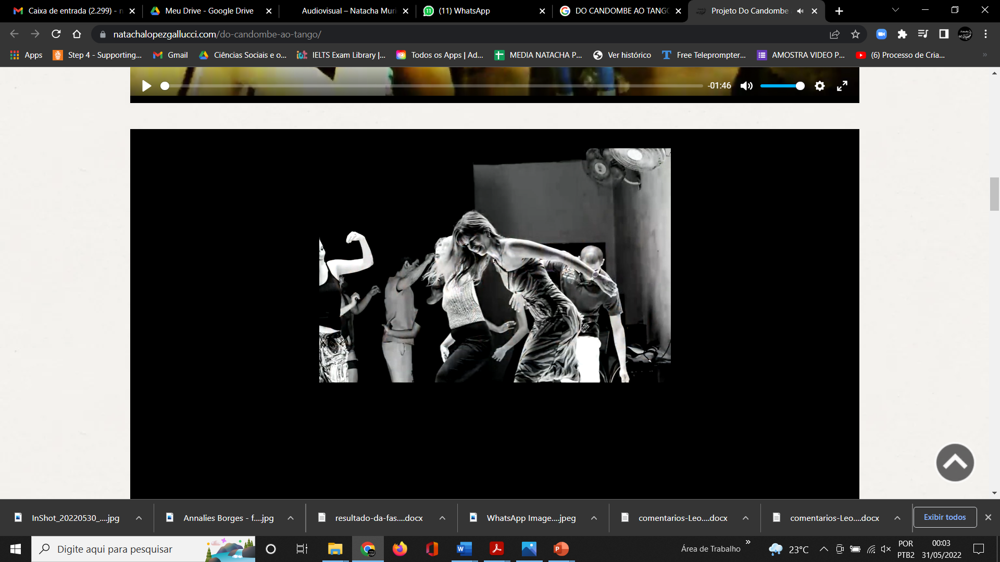 Caixa de entrada (2.299) - n
Meu Drive - Google Drive
Audiovisual – Natacha Muri
(11) WhatsApp
DO CANDOMBE AO TANGO
Projeto Do Candombe
natachalopezgallucci.com/do-candombe-ao-tango/
Apps
Step 4 - Supporting...
Gmail
Ciências Sociais e o...
IELTS Exam Library |...
Todos os Apps | Ad...
MEDIA NATACHA P...
Ver histórico
Free Teleprompter...
AMOSTRA VIDEO P...
(6) Processo de Cria...
-01:46
InShot_20220530_....jpg
Annalies Borges - f....jpg
resultado-da-fas....docx
WhatsApp Image....jpeg
comentarios-Leo....docx
comentarios-Leo....docx
Exibir todos
Digite aqui para pesquisar
Área de Trabalho
23°C
POR
PTB2
00:03
31/05/2022